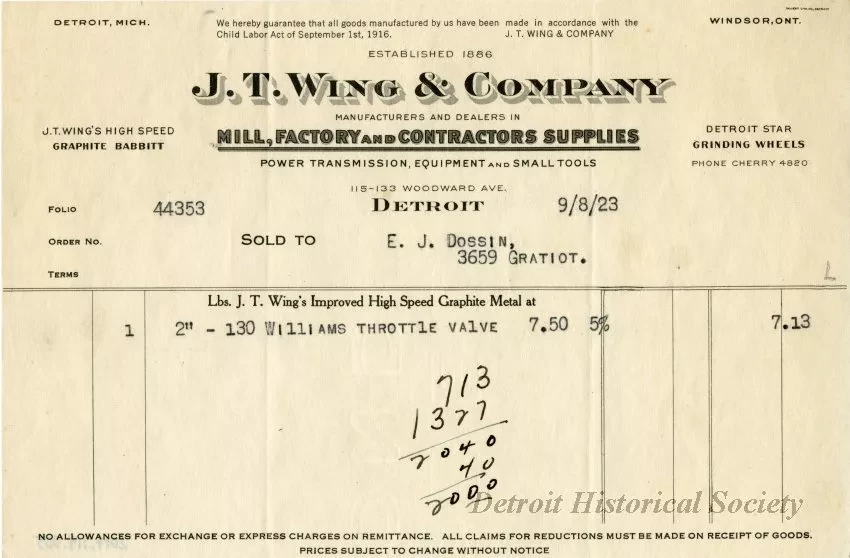 DETROIT, MICH.
We hereby guarantee that all goods manufactured by us have been made in accordance with the
Child Labor Act of September 1st, 1916. J. T. WING & COMPANY
WINDSOR, ONT.
ESTABLISHED 1886
J. T. WING & COMPANY
MANUFACTURERS AND DEALERS IN
J.T. WING'S HIGH SPEED
GRAPHITE BABBITT
MILL, FACTORY AND CONTRACTORS SUPPLIES
DETROIT STAR
GRINDING WHEELS
PHONE CHERRY 4820
POWER TRANSMISSION, EQUIPMENT AND SMALL TOOLS
115-133 WOODWARD AVE.
FOLIO 44353 DETROIT 9/8/23
ORDER NO. SOLD TO E. J. DOSSIN,
3659 GRATIOT.
TERMS
L
Lbs. J. T. Wing's Improved High Speed Graphite Metal at
1 2" - 130 WILLIAMS THROTTLE VALVE 7.50 5% 7.13
713
1327
2040
40
2000
Detroit Historical Society
NO ALLOWANCES FOR EXCHANGE OR EXPRESS CHARGES ON REMITTANCE. ALL CLAIMS FOR REDUCTIONS MUST BE MADE ON RECEIPT OF GOODS.
PRICES SUBJECT TO CHANGE WITHOUT NOTICE